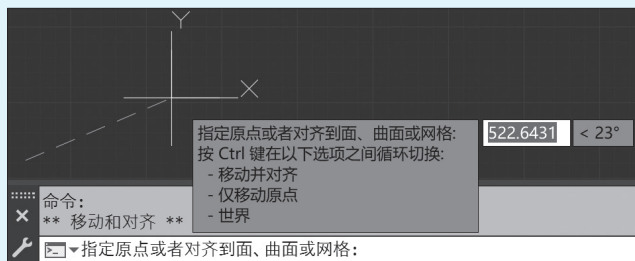 Y
X
指定原点或者对齐到面、曲面或网格: 522.6431 < 23°
按 Ctrl 键在以下选项之间循环切换:
- 移动并对齐
- 仅移动原点
- 世界
命令:
** 移动和对齐 **
指定原点或者对齐到面、曲面或网格: